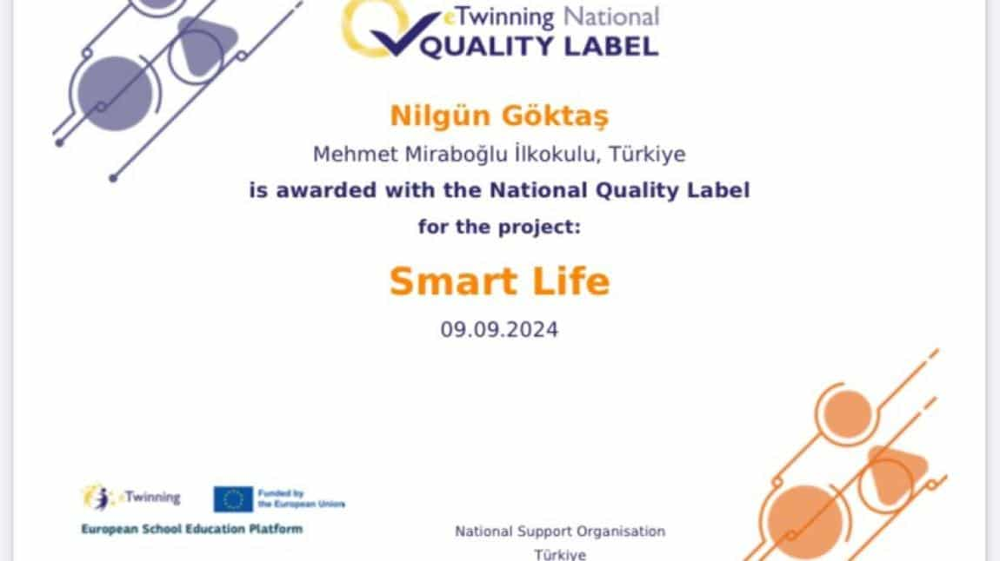 eTwinning National
QUALITY LABEL
Nilgün Göktaş
Mehmet Miraboğlu İlkokulu, Türkiye
is awarded with the National Quality Label
for the project:
Smart Life
09.09.2024
eTwinning
Funded by
the European Union
European School Education Platform
National Support Organisation
Türkiye